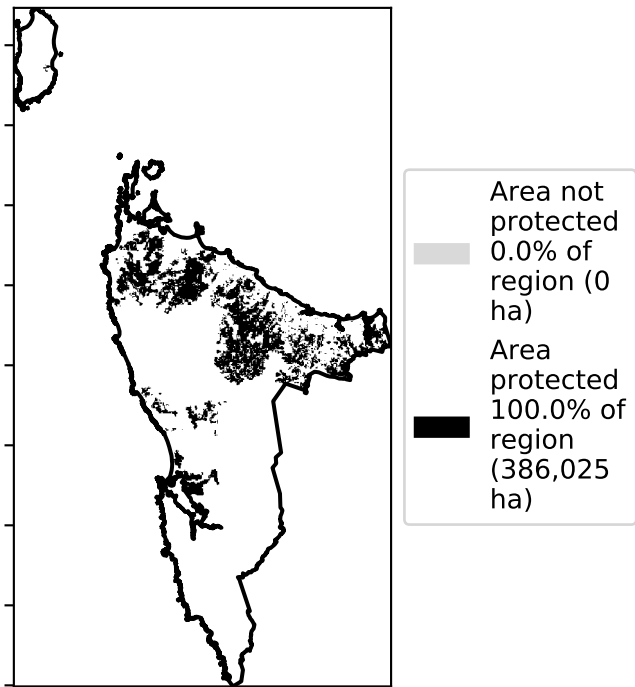 Area not
protected
0.0% of
region (0
ha)
Area
protected
100.0% of
region
(386,025
ha)